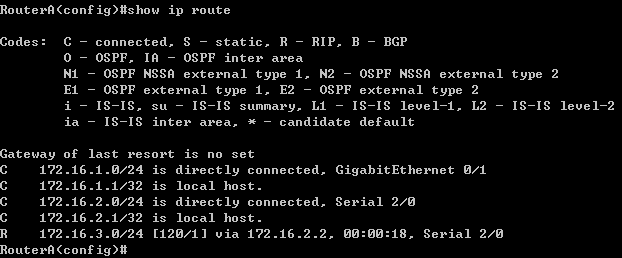 RouterA(config)#show ip route
Codes:  C - connected, S - static, R - RIP, B - BGP
        O - OSPF, IA - OSPF inter area
        N1 - OSPF NSSA external type 1, N2 - OSPF NSSA external type 2
        E1 - OSPF external type 1, E2 - OSPF external type 2
        i - IS-IS, su - IS-IS summary, L1 - IS-IS level-1, L2 - IS-IS level-2
        ia - IS-IS inter area, * - candidate default
Gateway of last resort is no set
C    172.16.1.0/24 is directly connected, GigabitEthernet 0/1
C    172.16.1.1/32 is local host.
C    172.16.2.0/24 is directly connected, Serial 2/0
C    172.16.2.1/32 is local host.
R    172.16.3.0/24 [120/1] via 172.16.2.2, 00:00:18, Serial 2/0
RouterA(config)#